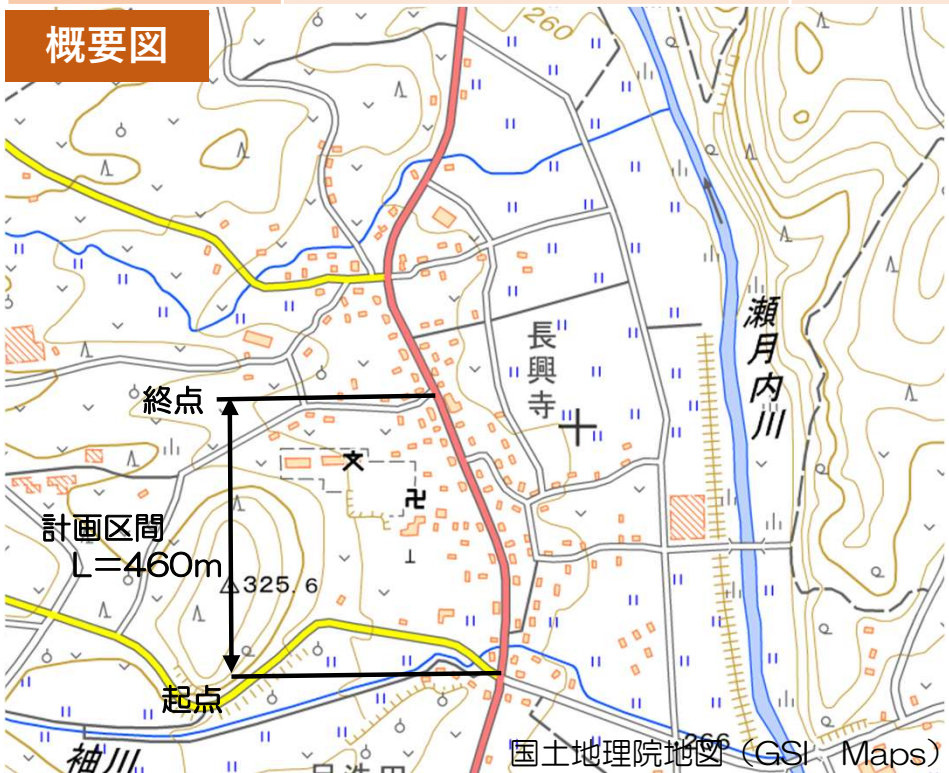 概要図
260
瀬月内川
長興寺
終点
計画区間
L=460m
325.6
起点
袖川
266
国土地理院地図（GSI Maps）